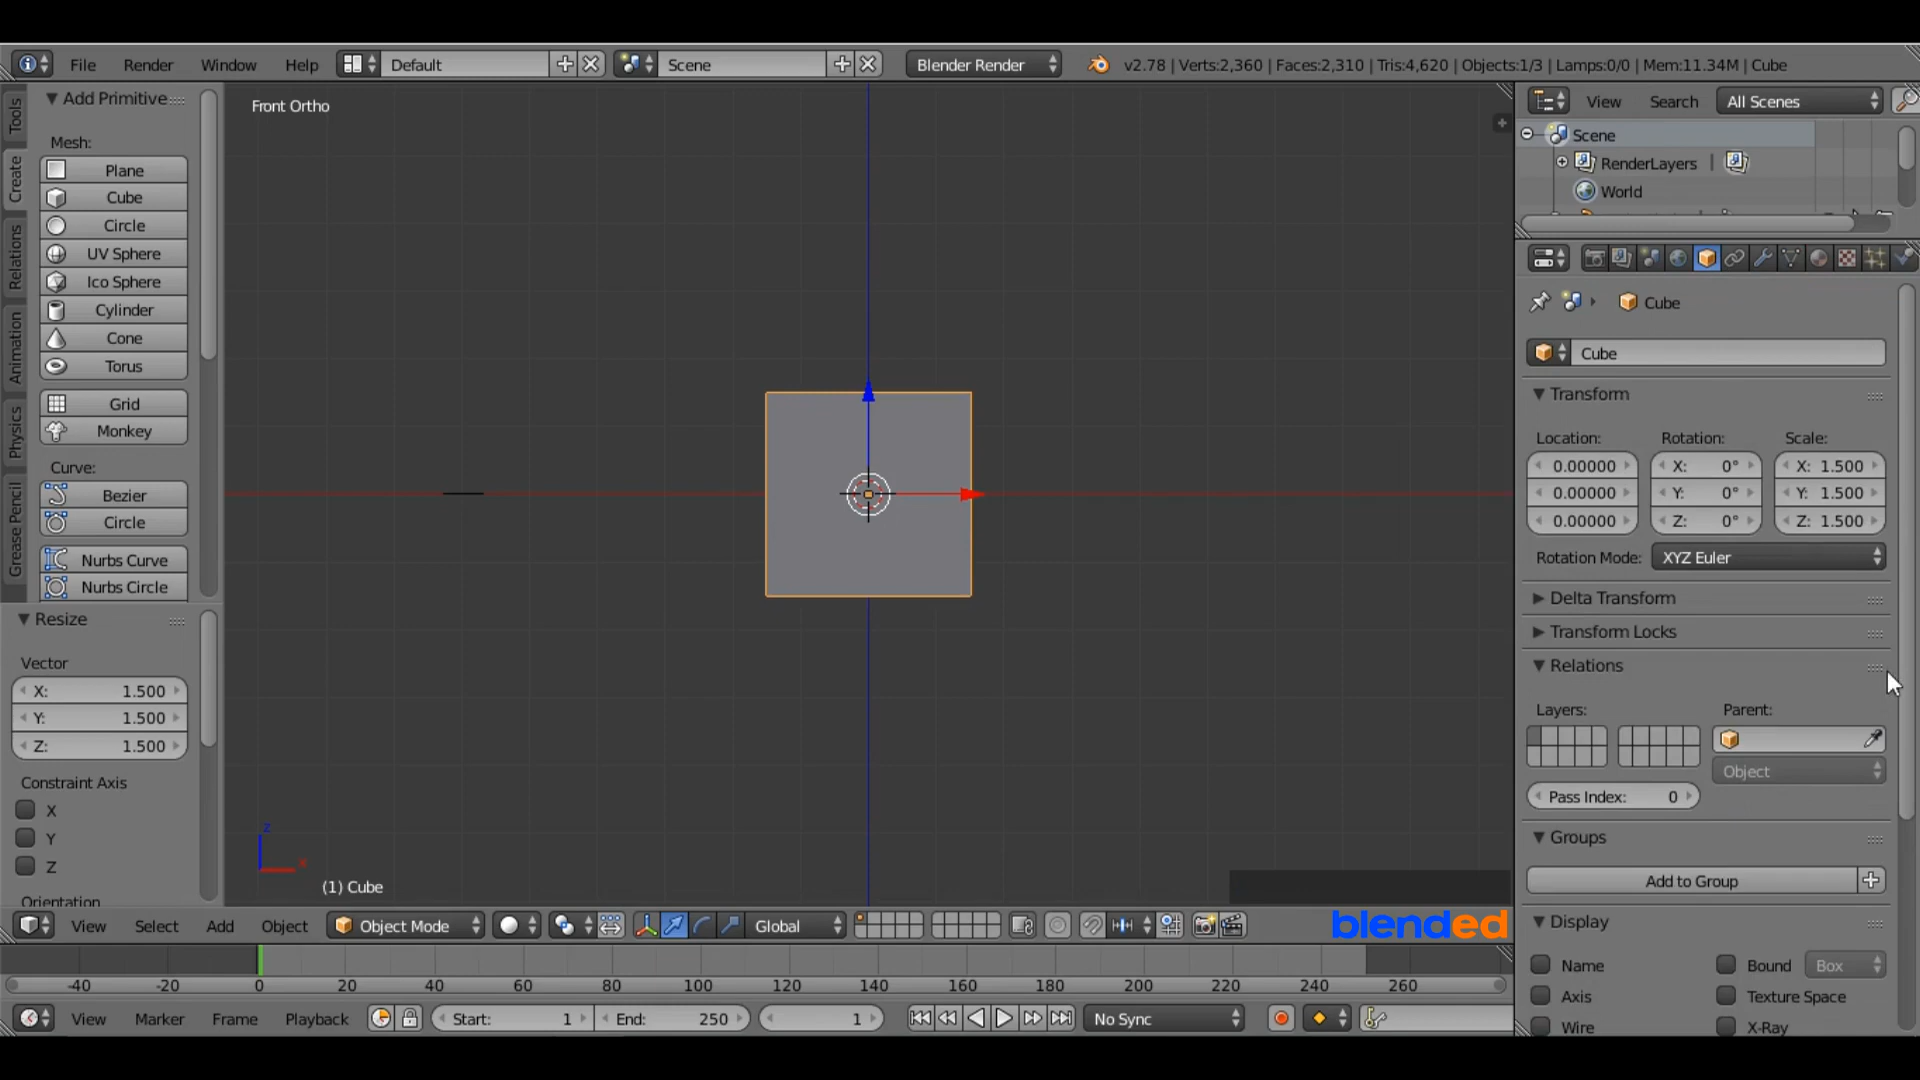 File Render Window Help Default Scene Blender Render v2.78 | Verts:2,360 | Faces:2,310 | Tris:4,620 | Objects:1/3 | Lamps:0/0 | Mem:11.34M | Cube
Tools
Create
Relations
Animation
Physics
Grease Pencil
Add Primitive
Mesh:
Plane
Cube
Circle
UV Sphere
Ico Sphere
Cylinder
Cone
Torus
Grid
Monkey
Curve:
Bezier
Circle
Nurbs Curve
Nurbs Circle
Resize
Vector
X: 1.500
Y: 1.500
Z: 1.500
Constraint Axis
X
Y
Z
Orientation
Front Ortho
z
x
(1) Cube
View Select Add Object Object Mode Global
blended
-40 -20 0 20 40 60 80 100 120 140 160 180 200 220 240 260
View Marker Frame Playback Start: 1 End: 250 1 No Sync
View Search All Scenes
Scene
RenderLayers |
World
Cube
Cube
Transform
Location: Rotation: Scale:
0.00000 X: 0° X: 1.500
0.00000 Y: 0° Y: 1.500
0.00000 Z: 0° Z: 1.500
Rotation Mode: XYZ Euler
Delta Transform
Transform Locks
Relations
Layers: Parent:
Object
Pass Index: 0
Groups
Add to Group
Display
Name Bound Box
Axis Texture Space
Wire X-Ray